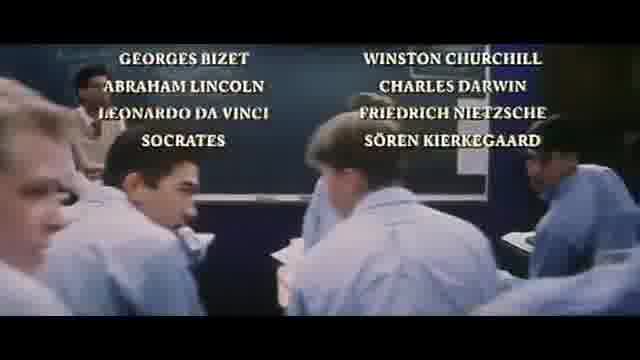 GEORGES BIZET
ABRAHAM LINCOLN
LEONARDO DA VINCI
SOCRATES
WINSTON CHURCHILL
CHARLES DARWIN
FRIEDRICH NIETZSCHE
SÖREN KIERKEGAARD